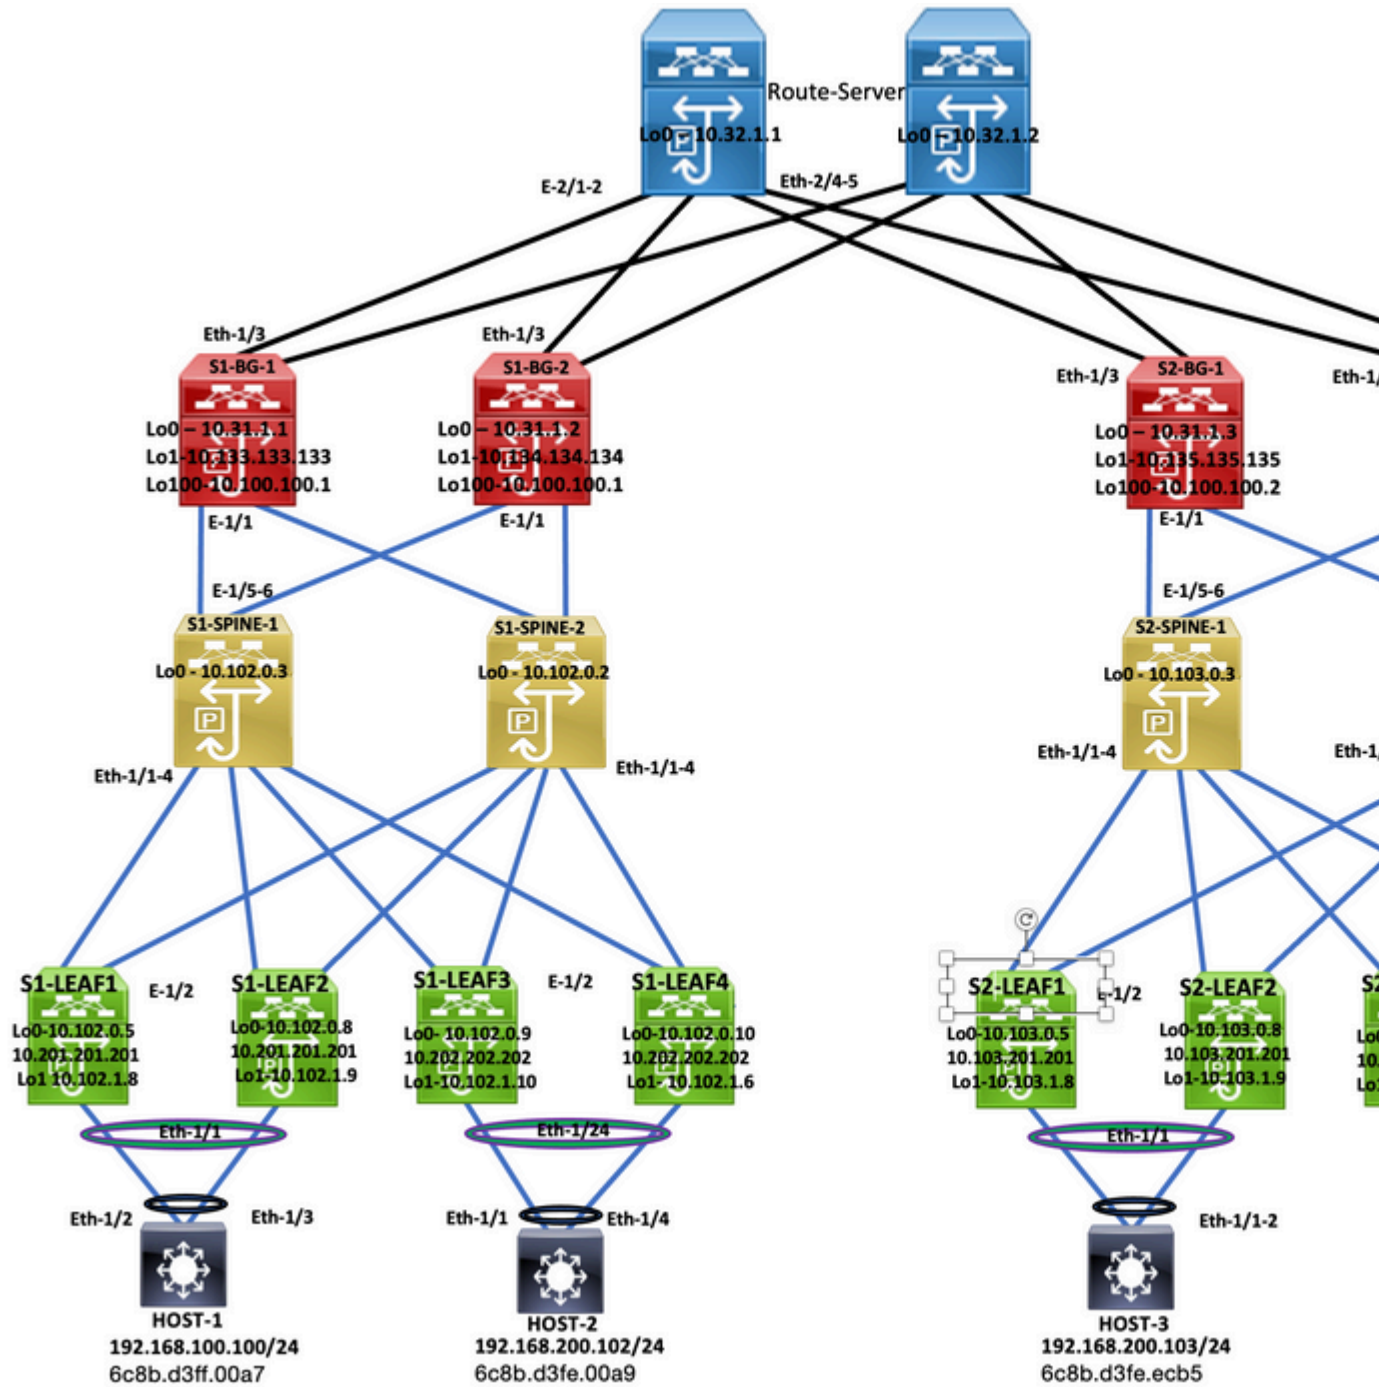 Route-Server
Lo0 – 10.32.1.1
Lo0 – 10.32.1.2
E-2/1-2
Eth-2/4-5
Eth-1/3
Eth-1/3
Eth-1/3
Eth-1/
S1-BG-1
Lo0 – 10.31.1.1
Lo1-10.133.133.133
Lo100-10.100.100.1
S1-BG-2
Lo0 – 10.31.1.2
Lo1-10.134.134.134
Lo100-10.100.100.1
S2-BG-1
Lo0 – 10.31.1.3
Lo1-10.135.135.135
Lo100-10.100.100.2
E-1/1
E-1/1
E-1/1
E-1/5-6
E-1/5-6
S1-SPINE-1
Lo0 - 10.102.0.3
P
S1-SPINE-2
Lo0 - 10.102.0.2
P
S2-SPINE-1
Lo0 - 10.103.0.3
P
Eth-1/1-4
Eth-1/1-4
Eth-1/1-4
Eth-1/
S1-LEAF1
Lo0-10.102.0.5
10.201.201.201
Lo1 10.102.1.8
E-1/2
S1-LEAF2
Lo0-10.102.0.8
10.201.201.201
Lo1-10.102.1.9
S1-LEAF3
Lo0- 10.102.0.9
10.202.202.202
Lo1-10.102.1.10
E-1/2
S1-LEAF4
Lo0-10.102.0.10
10.202.202.202
Lo1- 10.102.1.6
S2-LEAF1
Lo0-10.103.0.5
10.103.201.201
Lo1-10.103.1.8
E-1/2
S2-LEAF2
Lo0-10.103.0.8
10.103.201.201
Lo1-10.103.1.9
S2
Lo
10.
Lo
Eth-1/1
Eth-1/24
Eth-1/1
Eth-1/2
Eth-1/3
Eth-1/1
Eth-1/4
Eth-1/1-2
HOST-1
192.168.100.100/24
6c8b.d3ff.00a7
HOST-2
192.168.200.102/24
6c8b.d3fe.00a9
HOST-3
192.168.200.103/24
6c8b.d3fe.ecb5